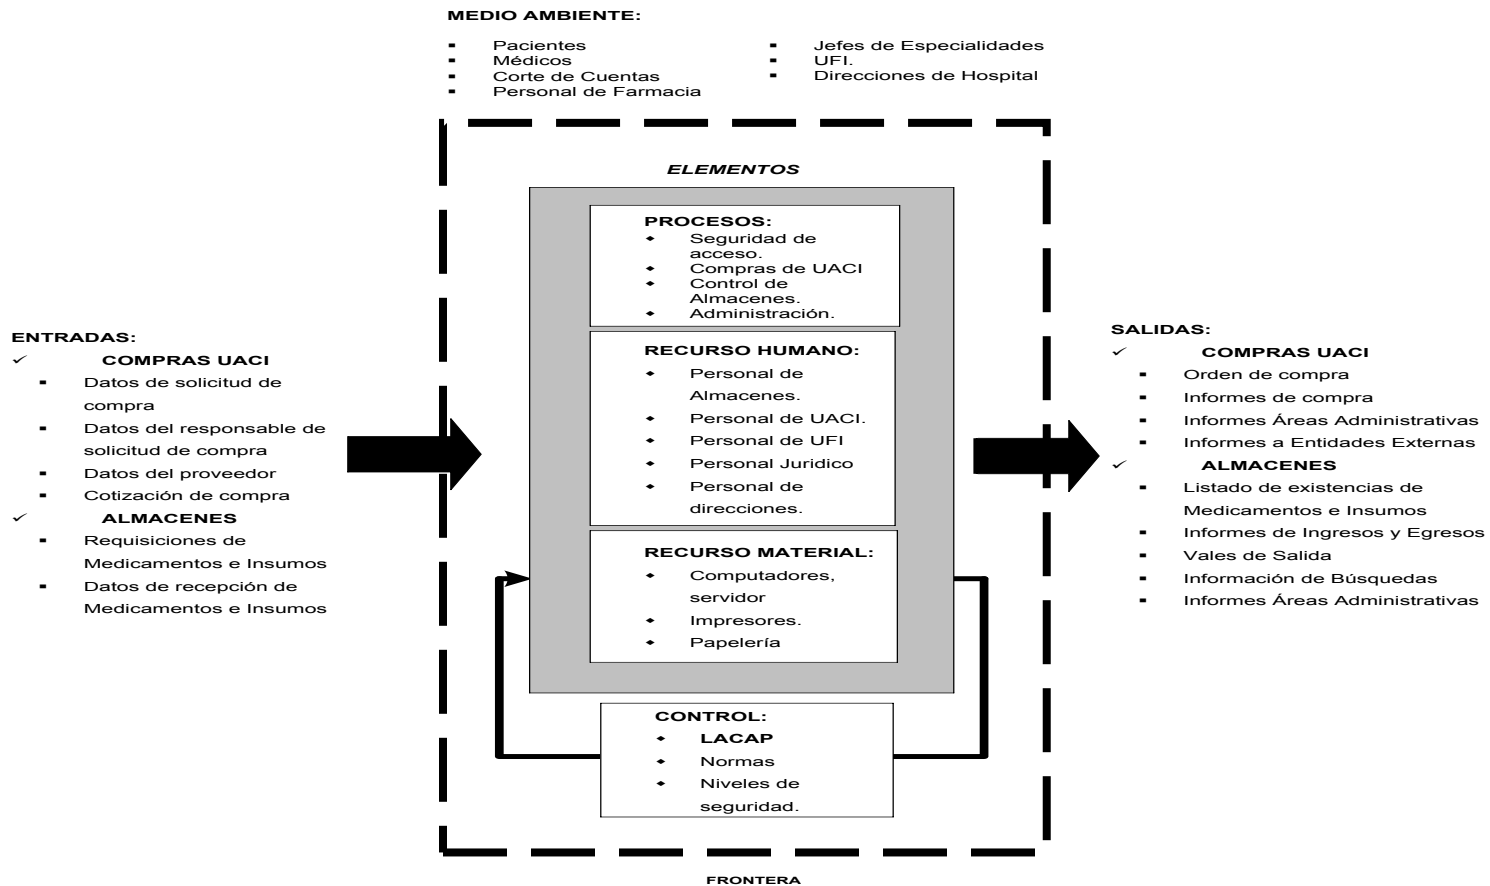 MEDIO AMBIENTE:
Pacientes
Médicos
Corte de Cuentas
Personal de Farmacia
Jefes de Especialidades
UFI.
Direcciones de Hospital
ELEMENTOS
PROCESOS:
Seguridad de
acceso.
Compras de UACI
Control de
Almacenes.
Administración.
ENTRADAS:
COMPRAS UACI
Datos de solicitud de
compra
Datos del responsable de
solicitud de compra
Datos del proveedor
Cotización de compra
ALMACENES
Requisiciones de
Medicamentos e Insumos
Datos de recepción de
Medicamentos e Insumos
RECURSO HUMANO:
Personal de
Almacenes.
Personal de UACI.
Personal de UFI
Personal Juridico
Personal de
direcciones.
RECURSO MATERIAL:
Computadores,
servidor
Impresores.
Papelería
CONTROL:
LACAP
Normas
Niveles de
seguridad.
SALIDAS:
COMPRAS UACI
Orden de compra
Informes de compra
Informes Áreas Administrativas
Informes a Entidades Externas
ALMACENES
Listado de existencias de
Medicamentos e Insumos
Informes de Ingresos y Egresos
Vales de Salida
Información de Búsquedas
Informes Áreas Administrativas
FRONTERA